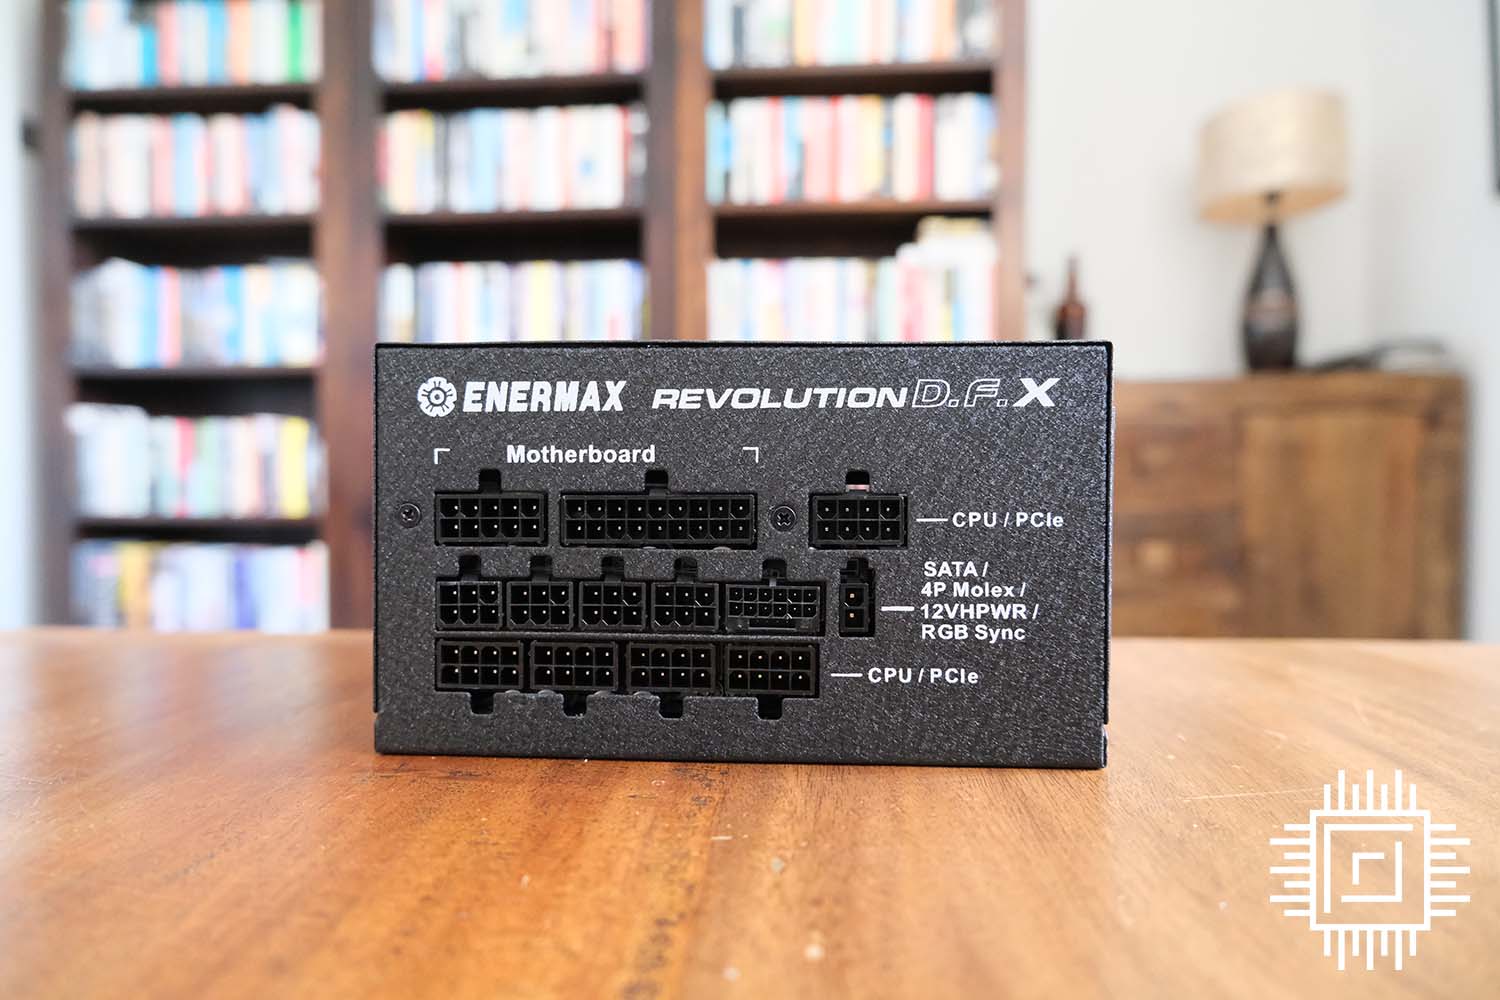 ENERMAX REVOLUTION D.F.X
Motherboard
CPU / PCIe
SATA /
4P Molex /
12VHPWR /
RGB Sync
CPU / PCIe